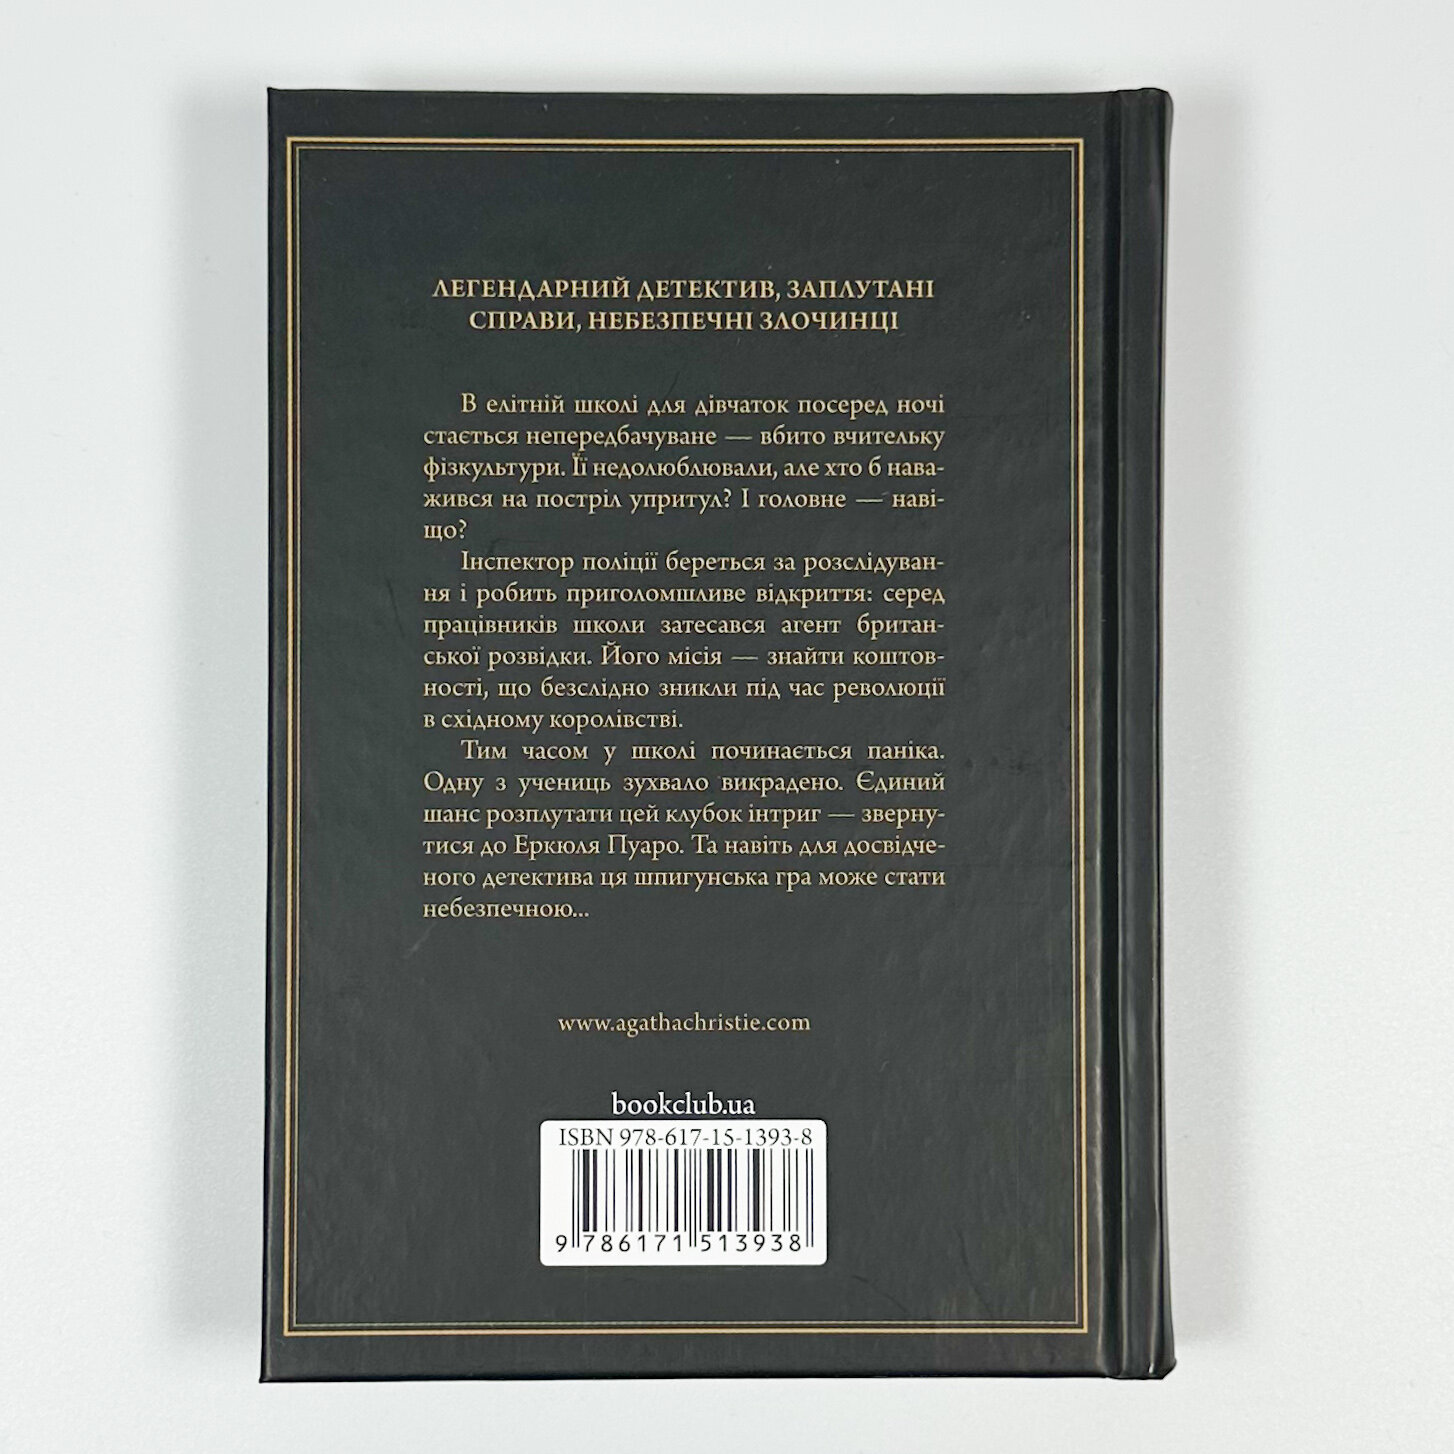 ЛЕГЕНДАРНИЙ ДЕТЕКТИВ, ЗАПЛУТАНІ
СПРАВИ, НЕБЕЗПЕЧНІ ЗЛОЧИНЦІ
В елітній школі для дівчаток посеред ночі
стається непередбачуване — вбито вчительку
фізкультури. Її недолюблювали, але хто б нава-
жився на постріл упритул? І головне — наві-
що?
Інспектор поліції береться за розслідуван-
ня і робить приголомшливе відкриття: серед
працівників школи затесався агент британ-
ської розвідки. Його місія — знайти коштов-
ності, що безслідно зникли під час революції
в східному королівстві.
Тим часом у школі починається паніка.
Одну з учениць зухвало викрадено. Єдиний
шанс розплутати цей клубок інтриг — зверну-
тися до Еркюля Пуаро. Та навіть для досвідче-
ного детектива ця шпигунська гра може стати
небезпечною...
www.agathachristie.com
bookclub.ua
ISBN 978-617-15-1393-8
9 786171 513938